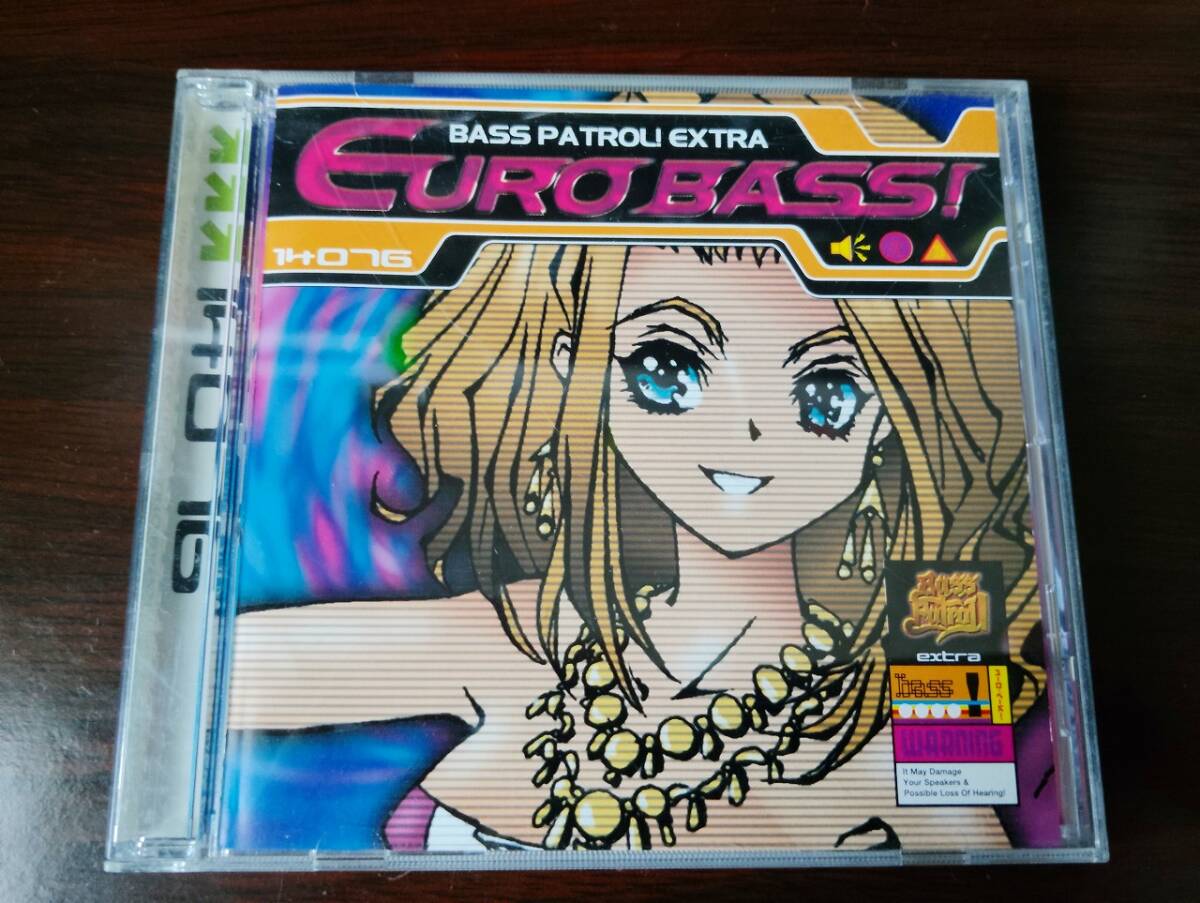 BASS PATROL! EXTRA
EURO BASS!
14076
14076
Bass
Patrol!
extra
bass !
WARNING
It May Damage
Your Speakers &
Possible Loss Of Hearing!